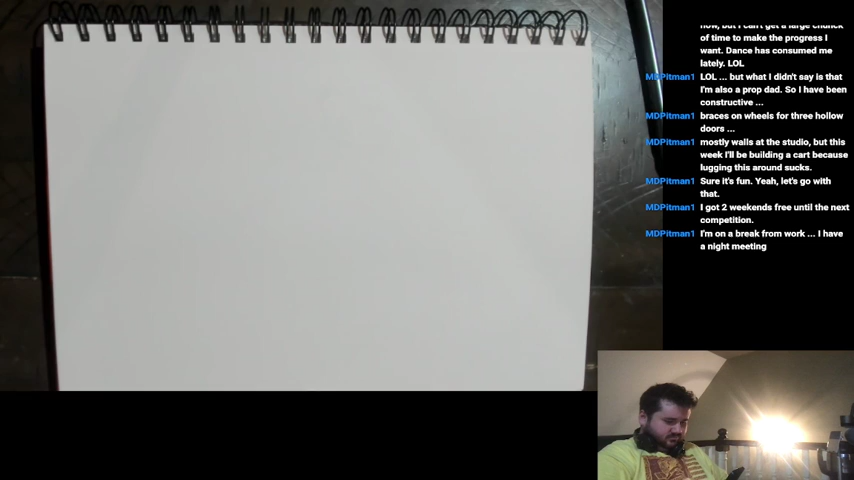 now, but I can't get a large chunck
of time to make the progress I
want. Dance has consumed me
lately. LOL
MDPitman1 LOL ... but what I didn't say is that
I'm also a prop dad. So I have been
constructive ...
MDPitman1 braces on wheels for three hollow
doors ...
MDPitman1 mostly walls at the studio, but this
week I'll be building a cart because
lugging this around sucks.
MDPitman1 Sure it's fun. Yeah, let's go with
that.
MDPitman1 I got 2 weekends free until the next
competition.
MDPitman1 I'm on a break from work ... I have
a night meeting